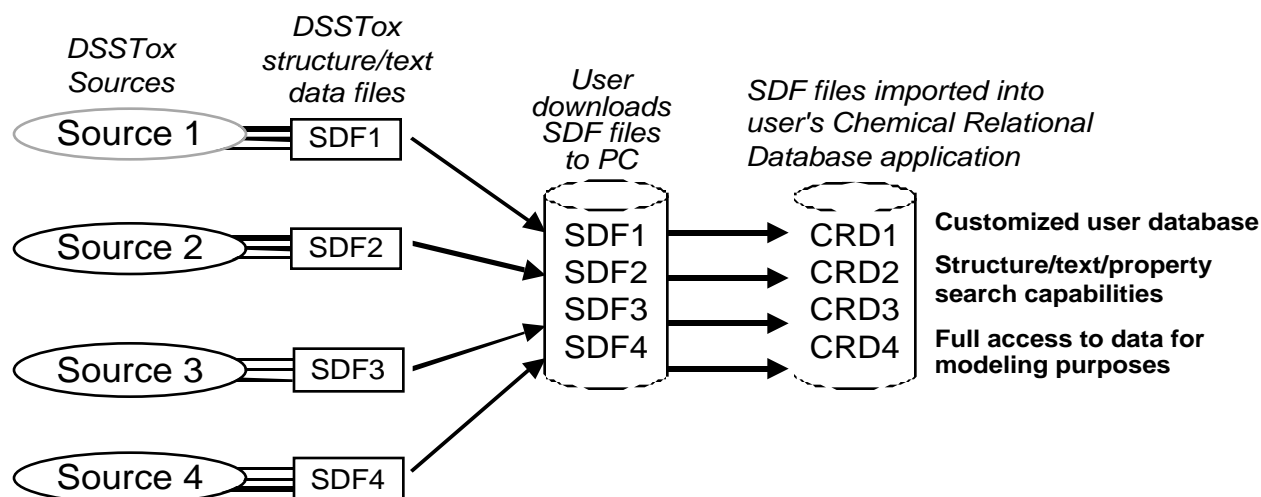 DSSTox
Sources
DSSTox
structure/text
data files
User
downloads
SDF files
to PC
SDF files imported into
user's Chemical Relational
Database application
Source 1
SDF1
Source 2
SDF2
Source 3
SDF3
Source 4
SDF4
SDF1
SDF2
SDF3
SDF4
CRD1
CRD2
CRD3
CRD4
Customized user database
Structure/text/property
search capabilities
Full access to data for
modeling purposes